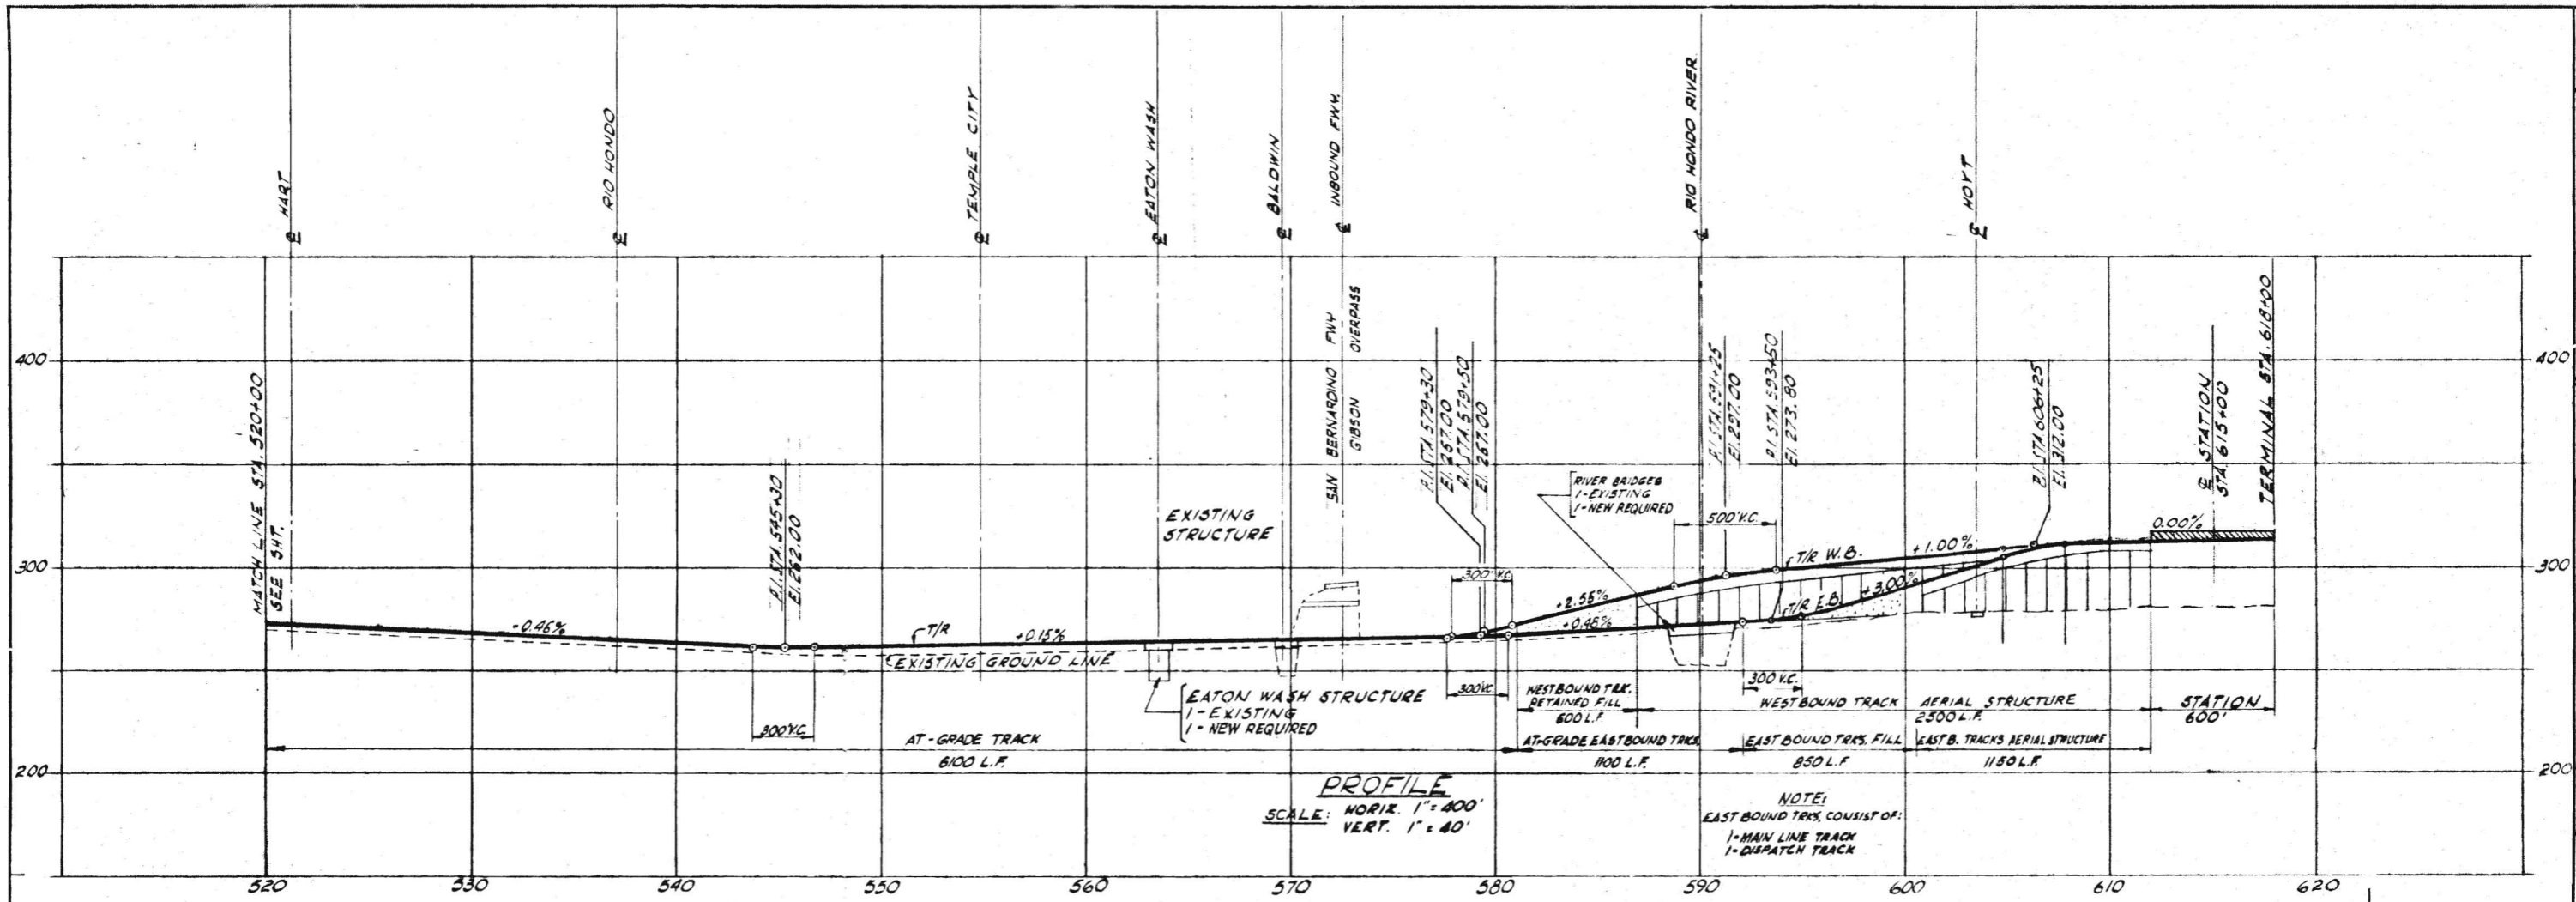 HART
RIO HONDO
TEMPLE CITY
EATON WASH
BALDWIN
INBOUND FWY.
RIO HONDO RIVER
HOYT
℄
℄
℄
℄
℄
℄
℄
℄
400
300
200
400
300
200
MATCH LINE STA. 520+00
SEE SHT.
-0.46%
P.I. STA. 545+30
El. 262.00
300' V.C.
T/R
+0.15%
EXISTING GROUND LINE
EXISTING
STRUCTURE
EATON WASH STRUCTURE
1-EXISTING
1-NEW REQUIRED
SAN BERNARDINO FWY
GIBSON OVERPASS
P.I. STA. 579+30
El. 267.00
P.I. STA. 579+50
El. 267.00
300' V.C.
300' V.C.
+2.55%
+0.48%
RIVER BRIDGES
1-EXISTING
1-NEW REQUIRED
500' V.C.
P.I. STA. 591+25
El. 297.00
P.I. STA. 593+50
El. 273.80
T/R W.B.
+1.00%
T/R E.B.
+3.00%
300 V.C.
STA 606+25
El. 312.00
0.00%
℄ STATION
STA. 615+00
TERMINAL STA. 618+00
AT-GRADE TRACK
6100 L.F.
WESTBOUND TRK.
RETAINED FILL
600 L.F.
WESTBOUND TRACK AERIAL STRUCTURE
2500 L.F.
STATION
600'
AT-GRADE EASTBOUND TRKS.
1100 L.F.
EAST BOUND TRKS. FILL
850 L.F.
EAST B. TRACKS AERIAL STRUCTURE
1150 L.F.
PROFILE
SCALE: HORIZ. 1" = 400'
VERT. 1" = 40'
NOTE:
EAST BOUND TRKS. CONSIST OF:
1-MAIN LINE TRACK
1-DISPATCH TRACK
520 530 540 550 560 570 580 590 600 610 620